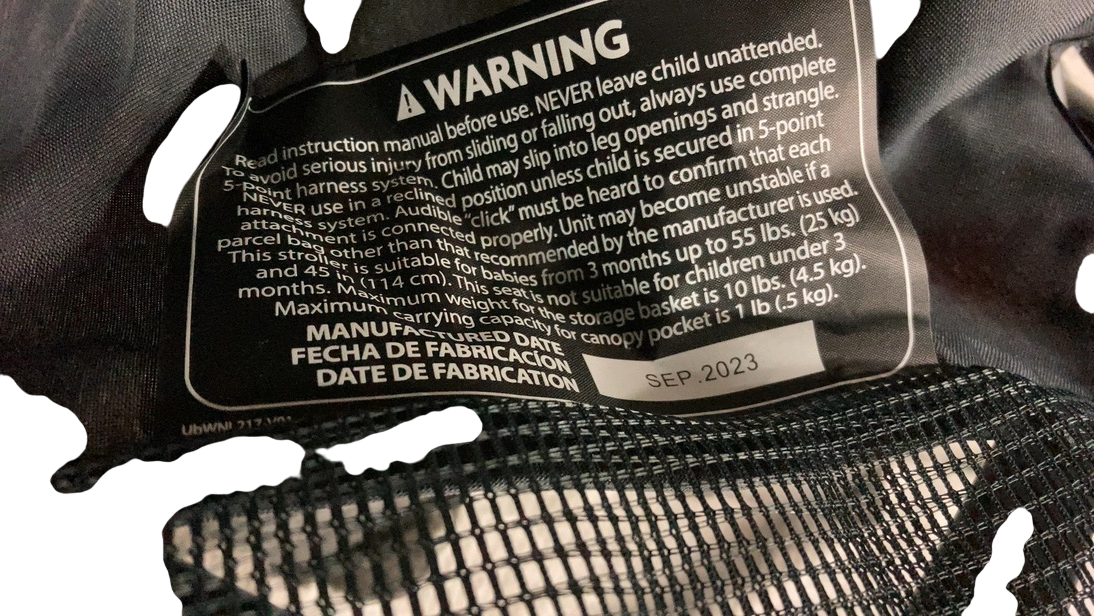 WARNING
Read instruction manual before use. NEVER leave child unattended.
To avoid serious injury from sliding or falling out, always use complete
5-point harness system. Child may slip into leg openings and strangle.
NEVER use in a reclined position unless child is secured in 5-point
harness system. Audible "click" must be heard to confirm that each
attachment is connected properly. Unit may become unstable if a
parcel bag other than that recommended by the manufacturer is used.
This stroller is suitable for babies from 3 months up to 55 lbs. (25 kg)
and 45 in (114 cm). This seat is not suitable for children under 3
months. Maximum weight for the storage basket is 10 lbs. (4.5 kg).
Maximum carrying capacity for canopy pocket is 1 lb (.5 kg).
MANUFACTURED DATE
FECHA DE FABRICACÍON
DATE DE FABRICATION
SEP.2023